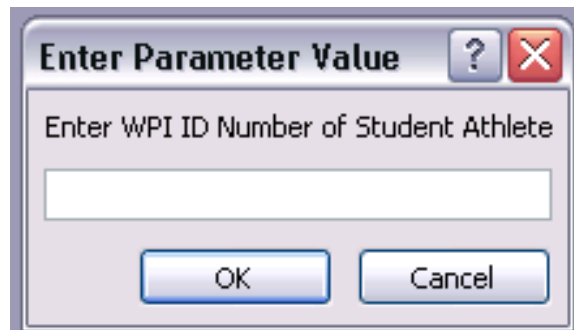 Enter Parameter Value ?
Enter WPI ID Number of Student Athlete
OK Cancel